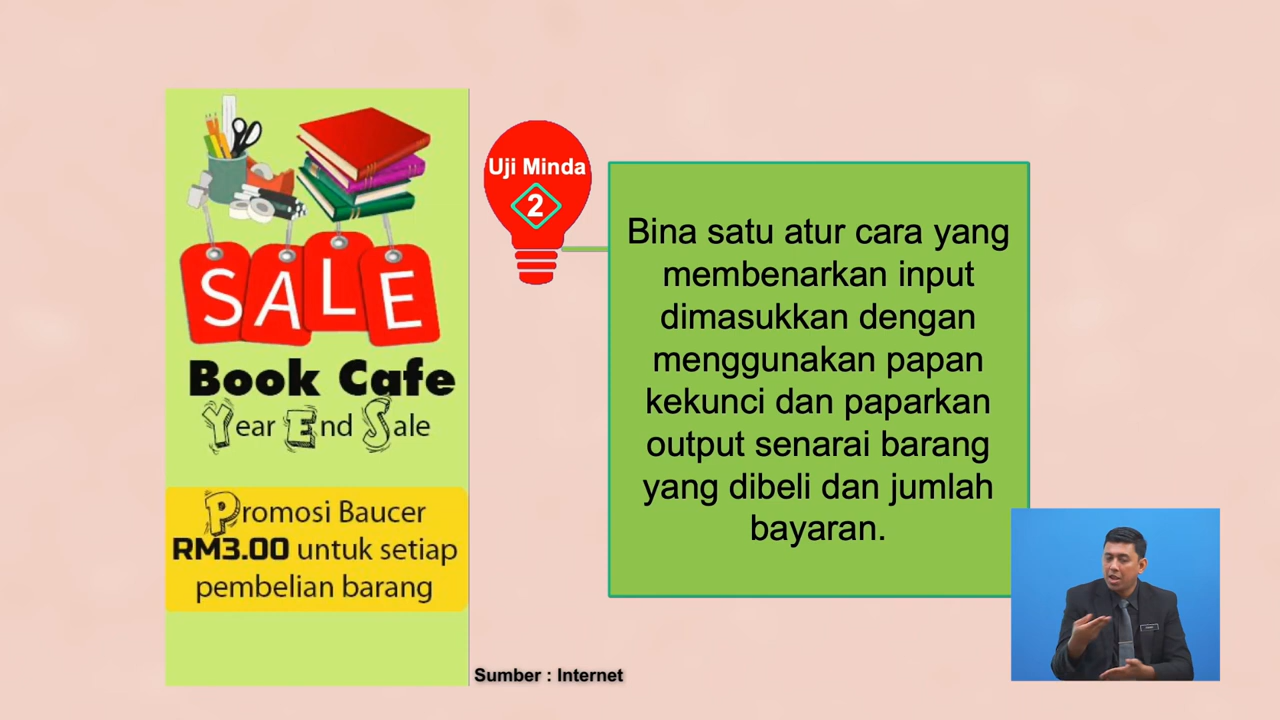 SALE
Book Cafe
Year End Sale
Promosi Baucer
RM3.00 untuk setiap
pembelian barang
Uji Minda
2
Bina satu atur cara yang
membenarkan input
dimasukkan dengan
menggunakan papan
kekunci dan paparkan
output senarai barang
yang dibeli dan jumlah
bayaran.
Sumber : Internet